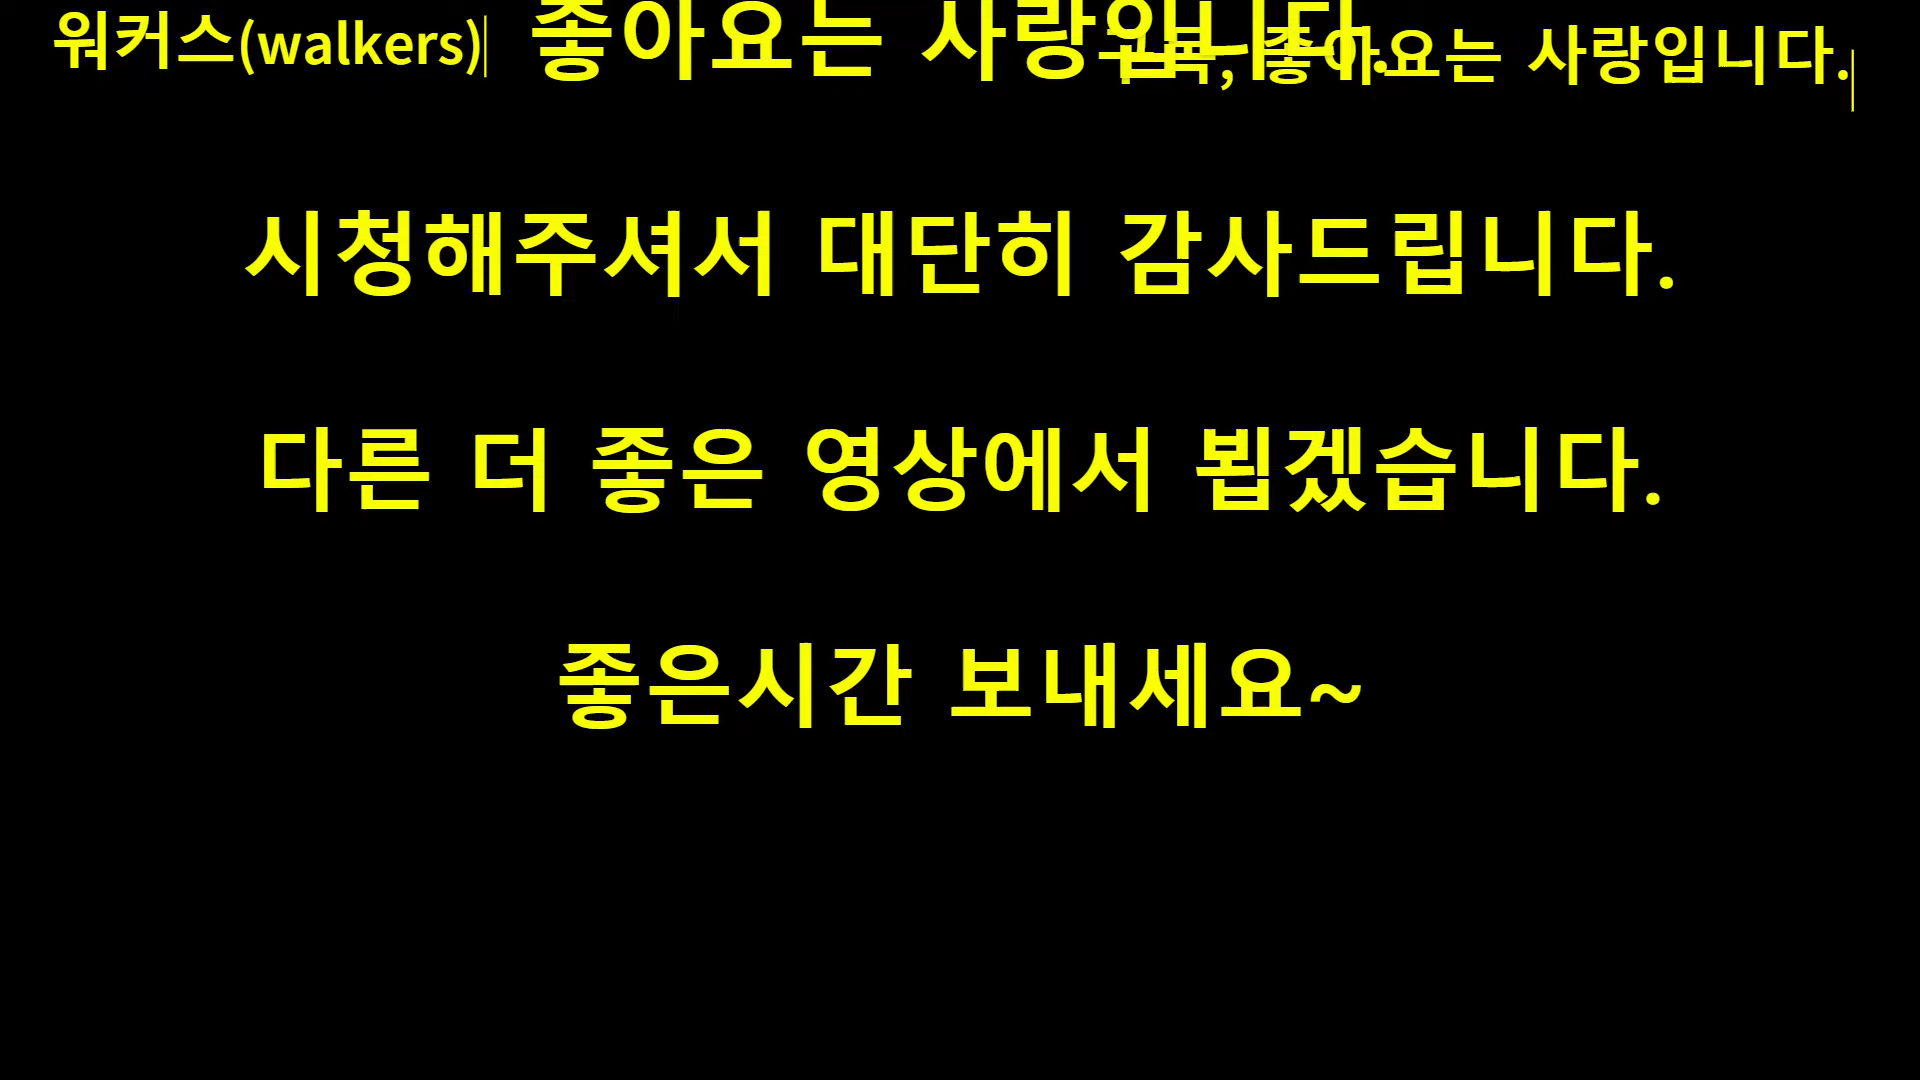 워커스(walkers)
좋아요는 사랑입니다.
구독, 좋아요는 사랑입니다.
시청해주셔서 대단히 감사드립니다.
다른 더 좋은 영상에서 뵙겠습니다.
좋은시간 보내세요~